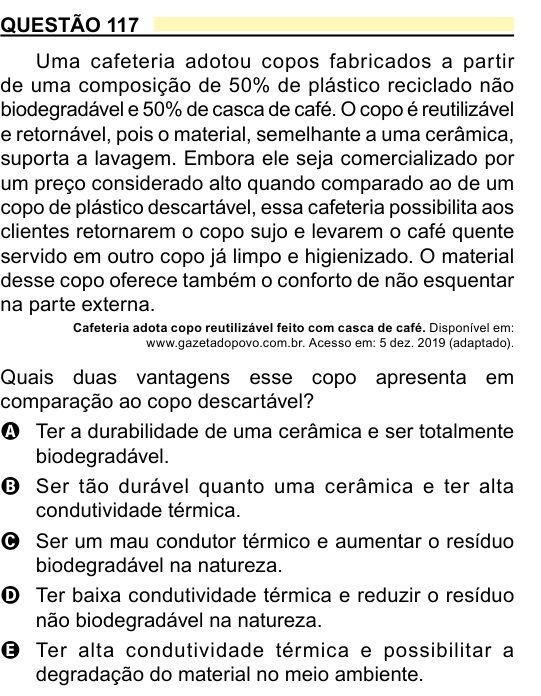 QUESTÃO 117
Uma cafeteria adotou copos fabricados a partir
de uma composição de 50% de plástico reciclado não
biodegradável e 50% de casca de café. O copo é reutilizável
e retornável, pois o material, semelhante a uma cerâmica,
suporta a lavagem. Embora ele seja comercializado por
um preço considerado alto quando comparado ao de um
copo de plástico descartável, essa cafeteria possibilita aos
clientes retornarem o copo sujo e levarem o café quente
servido em outro copo já limpo e higienizado. O material
desse copo oferece também o conforto de não esquentar
na parte externa.
Cafeteria adota copo reutilizável feito com casca de café. Disponível em:
www.gazetadopovo.com.br. Acesso em: 5 dez. 2019 (adaptado).
Quais duas vantagens esse copo apresenta em
comparação ao copo descartável?
A Ter a durabilidade de uma cerâmica e ser totalmente
biodegradável.
B Ser tão durável quanto uma cerâmica e ter alta
condutividade térmica.
C Ser um mau condutor térmico e aumentar o resíduo
biodegradável na natureza.
D Ter baixa condutividade térmica e reduzir o resíduo
não biodegradável na natureza.
E Ter alta condutividade térmica e possibilitar a
degradação do material no meio ambiente.